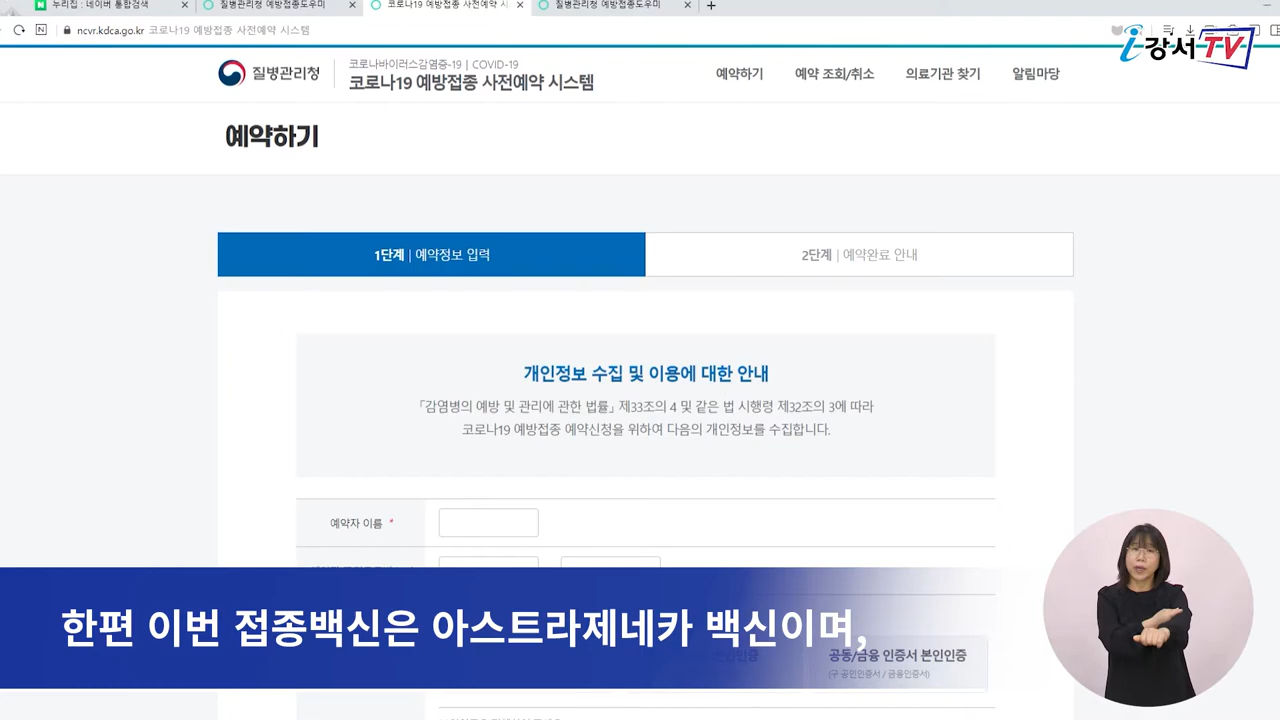 누리집 : 네이버 통합검색
질병관리청 예방접종도우미
코로나19 예방접종 사전예약 시
질병관리청 예방접종도우미
ncvr.kdca.go.kr 코로나19 예방접종 사전예약 시스템
i강서TV
질병관리청
코로나바이러스감염증-19 | COVID-19
코로나19 예방접종 사전예약 시스템
예약하기
예약 조회/취소
의료기관 찾기
알림마당
예약하기
1단계 | 예약정보 입력
2단계 | 예약완료 안내
개인정보 수집 및 이용에 대한 안내
「감염병의 예방 및 관리에 관한 법률」 제33조의 4 및 같은 법 시행령 제32조의 3에 따라
코로나19 예방접종 예약신청을 위하여 다음의 개인정보를 수집합니다.
예약자 이름 *
한편 이번 접종백신은 아스트라제네카 백신이며,
공동/금융 인증서 본인인증
(구 공인인증서 / 금융인증서)